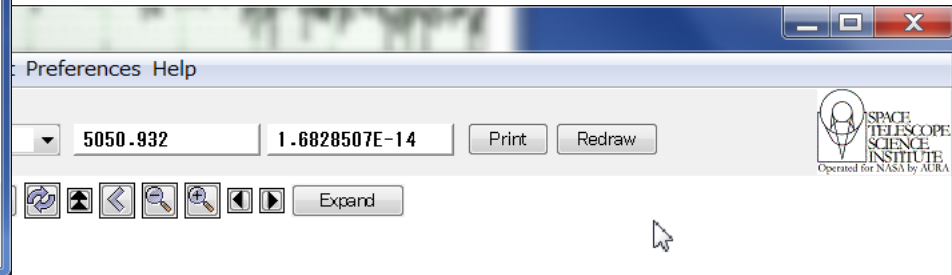 Preferences Help
5050.932 1.6828507E-14 Print Redraw
SPACE
TELESCOPE
SCIENCE
INSTITUTE
Operated for NASA by AURA
Expand